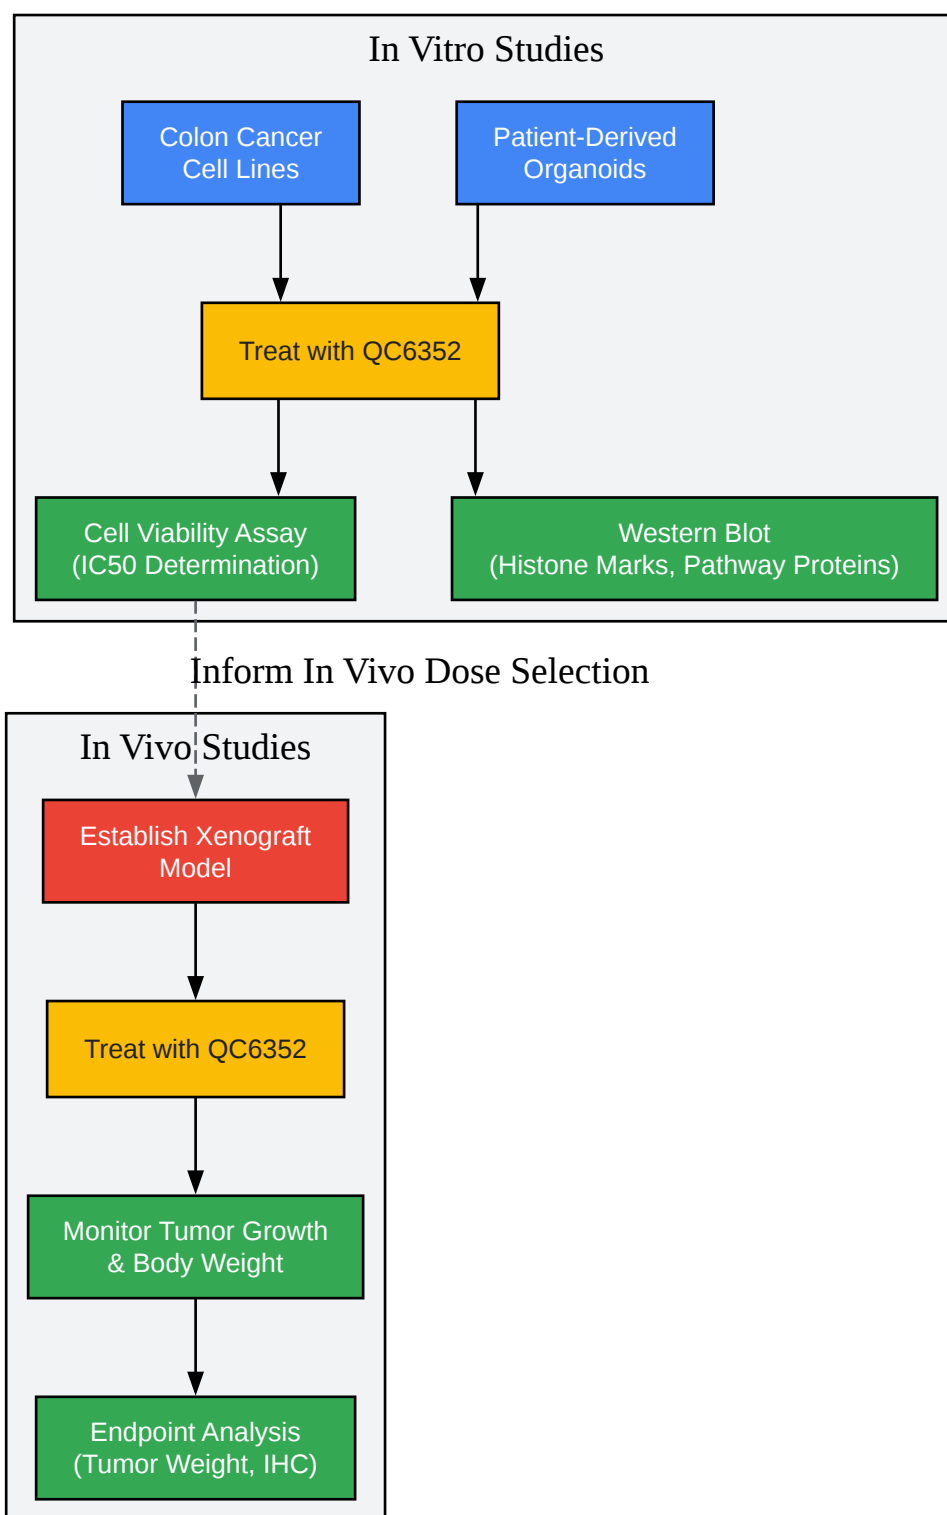 In Vitro Studies
Colon Cancer
Cell Lines
Patient-Derived
Organoids
Treat with QC6352
Cell Viability Assay
(IC50 Determination)
Western Blot
(Histone Marks, Pathway Proteins)
Inform In Vivo Dose Selection
In Vivo Studies
Establish Xenograft
Model
Treat with QC6352
Monitor Tumor Growth
& Body Weight
Endpoint Analysis
(Tumor Weight, IHC)